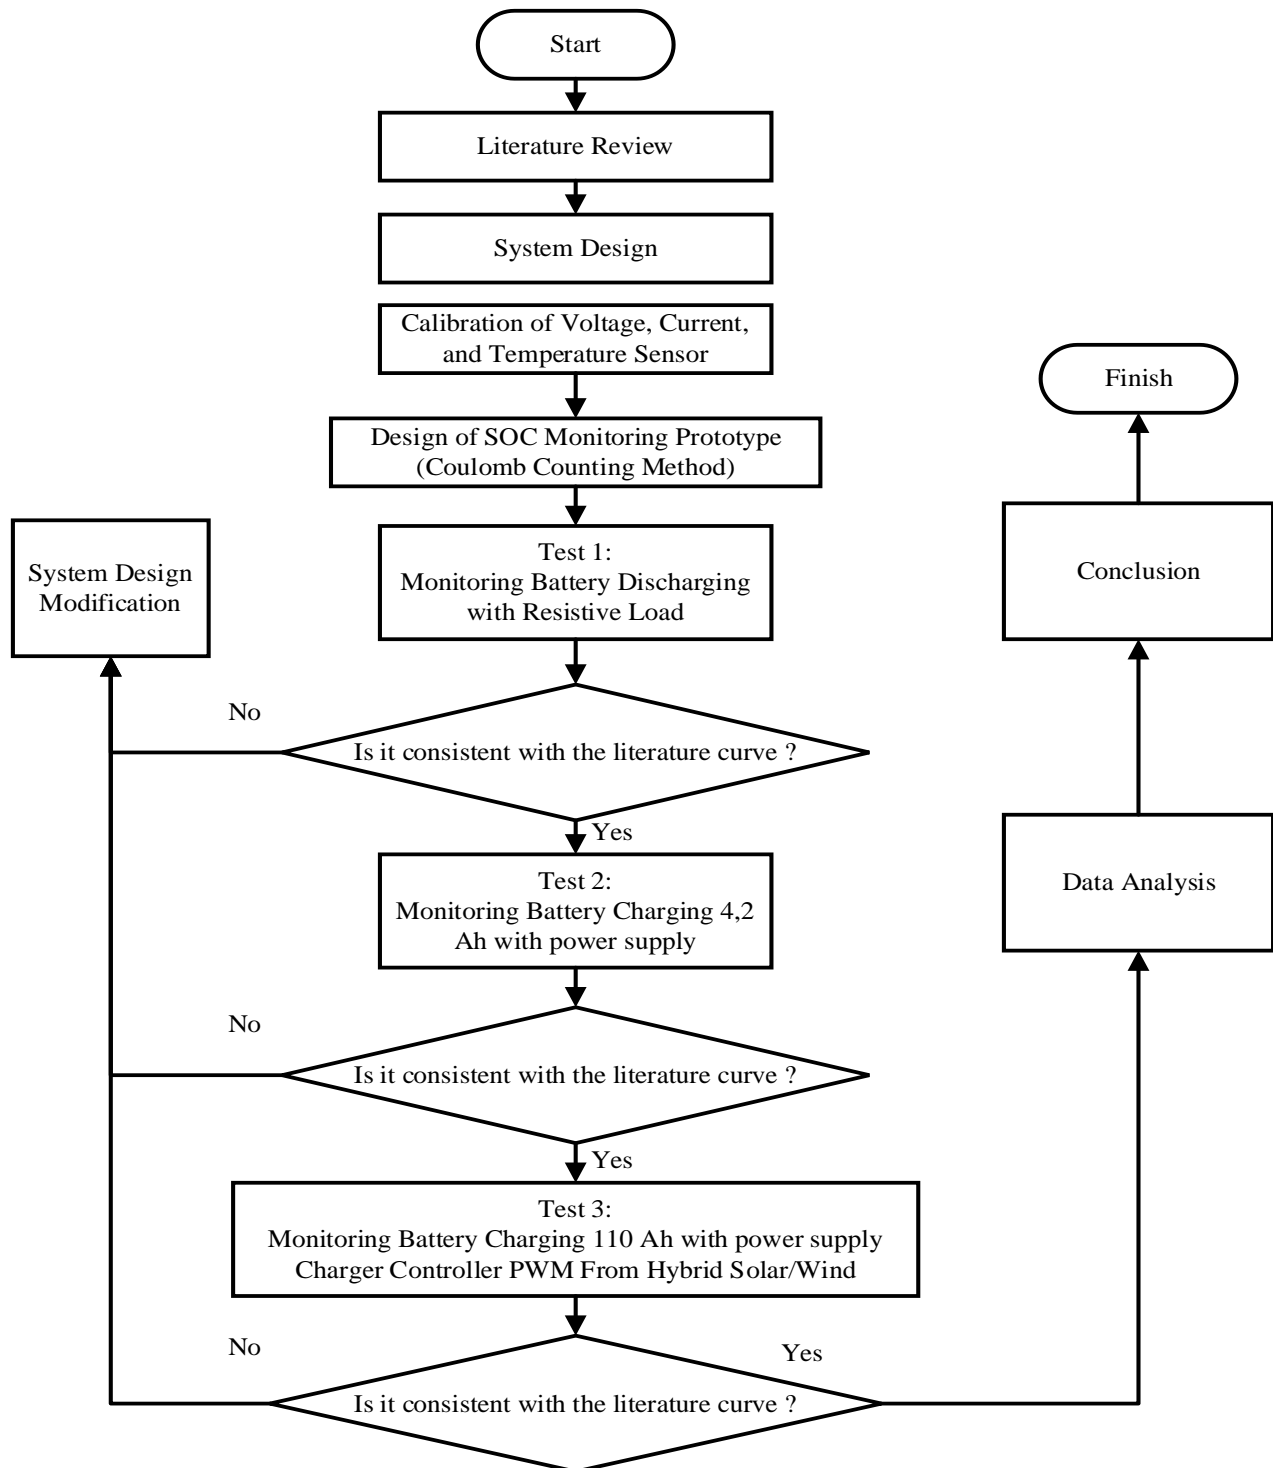 Start
Literature Review
System Design
Calibration of Voltage, Current,
and Temperature Sensor
Design of SOC Monitoring Prototype
(Coulomb Counting Method)
Test 1:
Monitoring Battery Discharging
with Resistive Load
System Design
Modification
No
Is it consistent with the literature curve ?
Yes
Test 2:
Monitoring Battery Charging 4,2
Ah with power supply
No
Is it consistent with the literature curve ?
Yes
Test 3:
Monitoring Battery Charging 110 Ah with power supply
Charger Controller PWM From Hybrid Solar/Wind
No
Yes
Is it consistent with the literature curve ?
Data Analysis
Conclusion
Finish